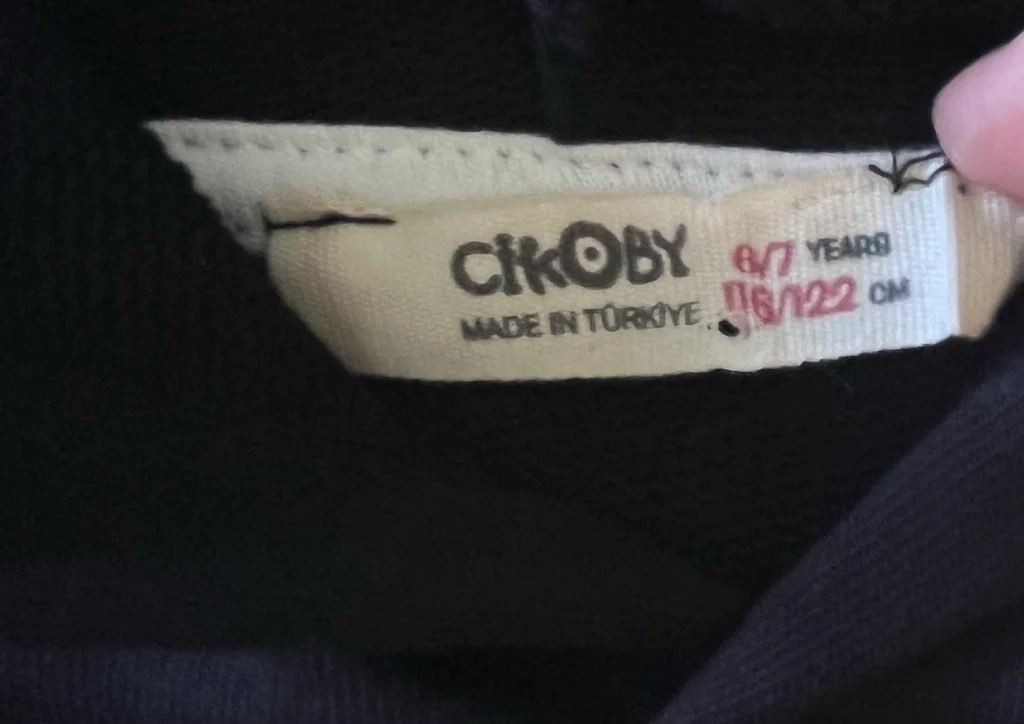 CİKOBY
MADE IN TÜRKİYE
6/7 YEARS
116/122 CM